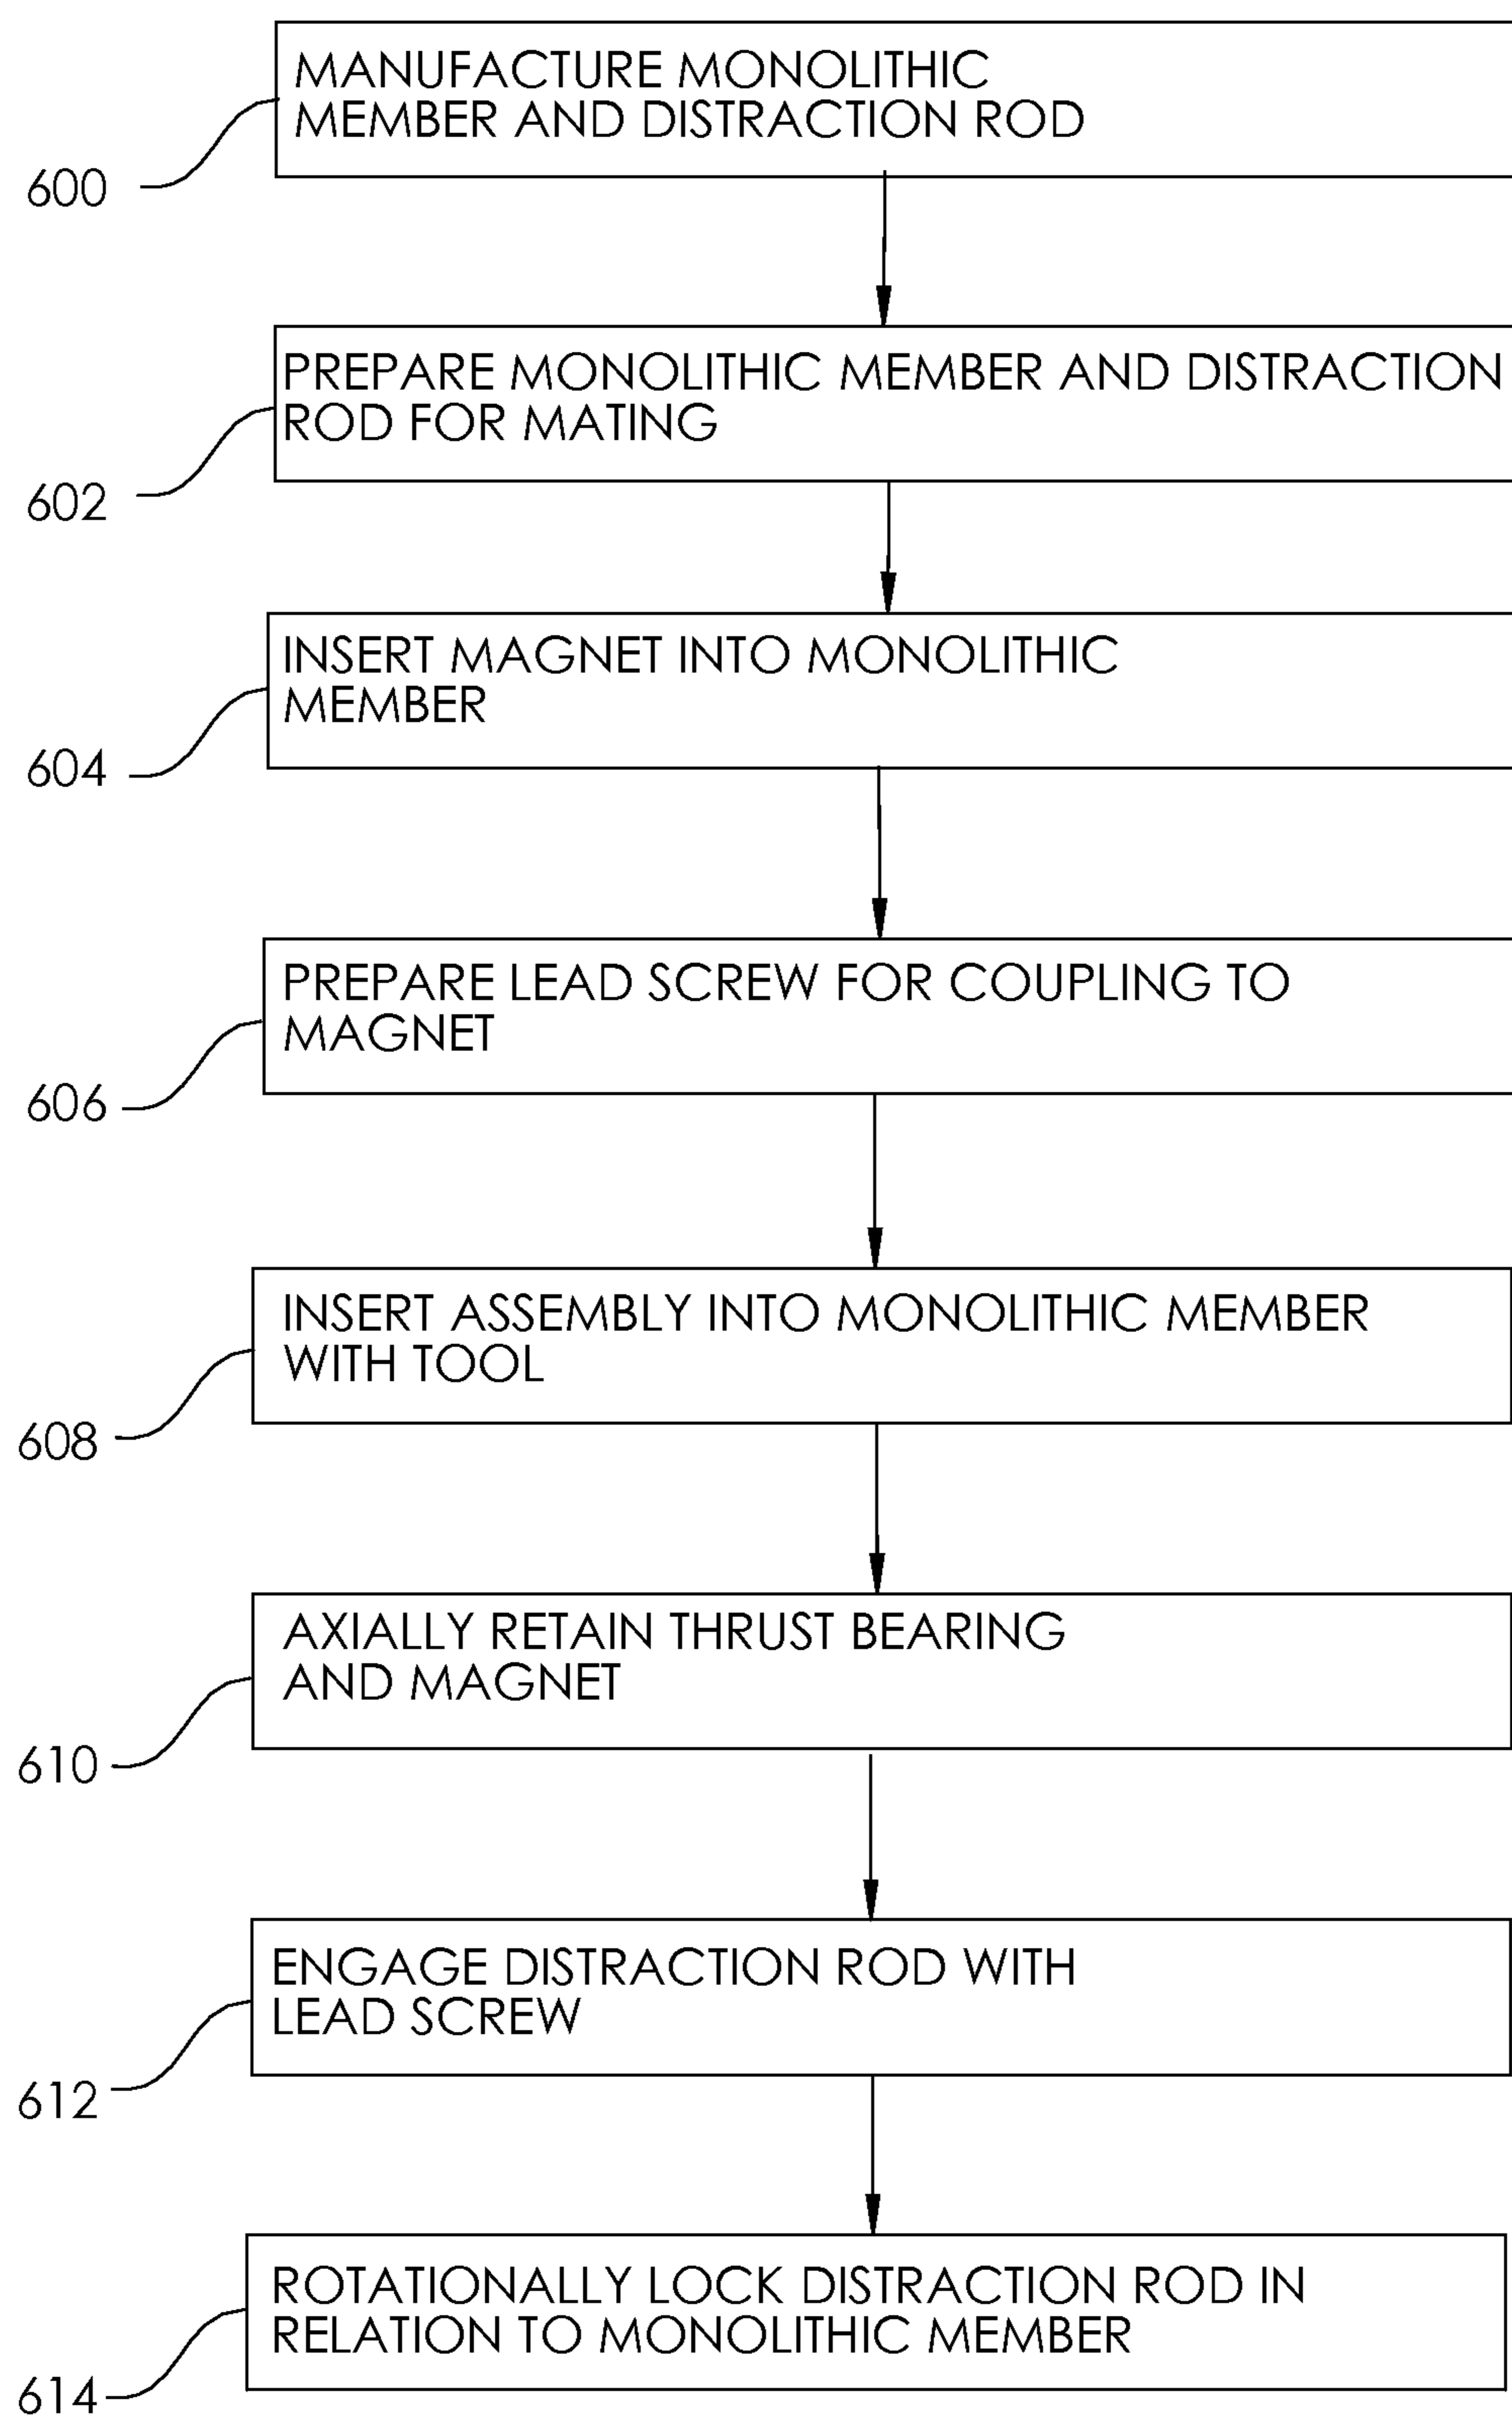 MANUFACTURE MONOLITHIC
MEMBER AND DISTRACTION ROD
600
PREPARE MONOLITHIC MEMBER AND DISTRACTION
ROD FOR MATING
602
INSERT MAGNET INTO MONOLITHIC
MEMBER
604
PREPARE LEAD SCREW FOR COUPLING TO
MAGNET
606
INSERT ASSEMBLY INTO MONOLITHIC MEMBER
WITH TOOL
608
AXIALLY RETAIN THRUST BEARING
AND MAGNET
610
ENGAGE DISTRACTION ROD WITH
LEAD SCREW
612
ROTATIONALLY LOCK DISTRACTION ROD IN
RELATION TO MONOLITHIC MEMBER
614